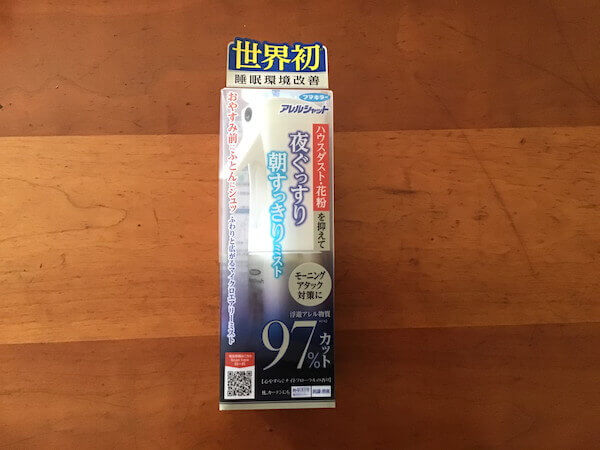 世界初
睡眠環境改善
フマキラー
アレルシャット
ハウスダスト・花粉を抑えて
夜ぐっすり
朝すっきりミスト
おやすみ前にふとんにシュッ ふわりと広がるマイクロエアリーミスト
モーニング
アタック
対策に
浮遊アレル物質
97%カット